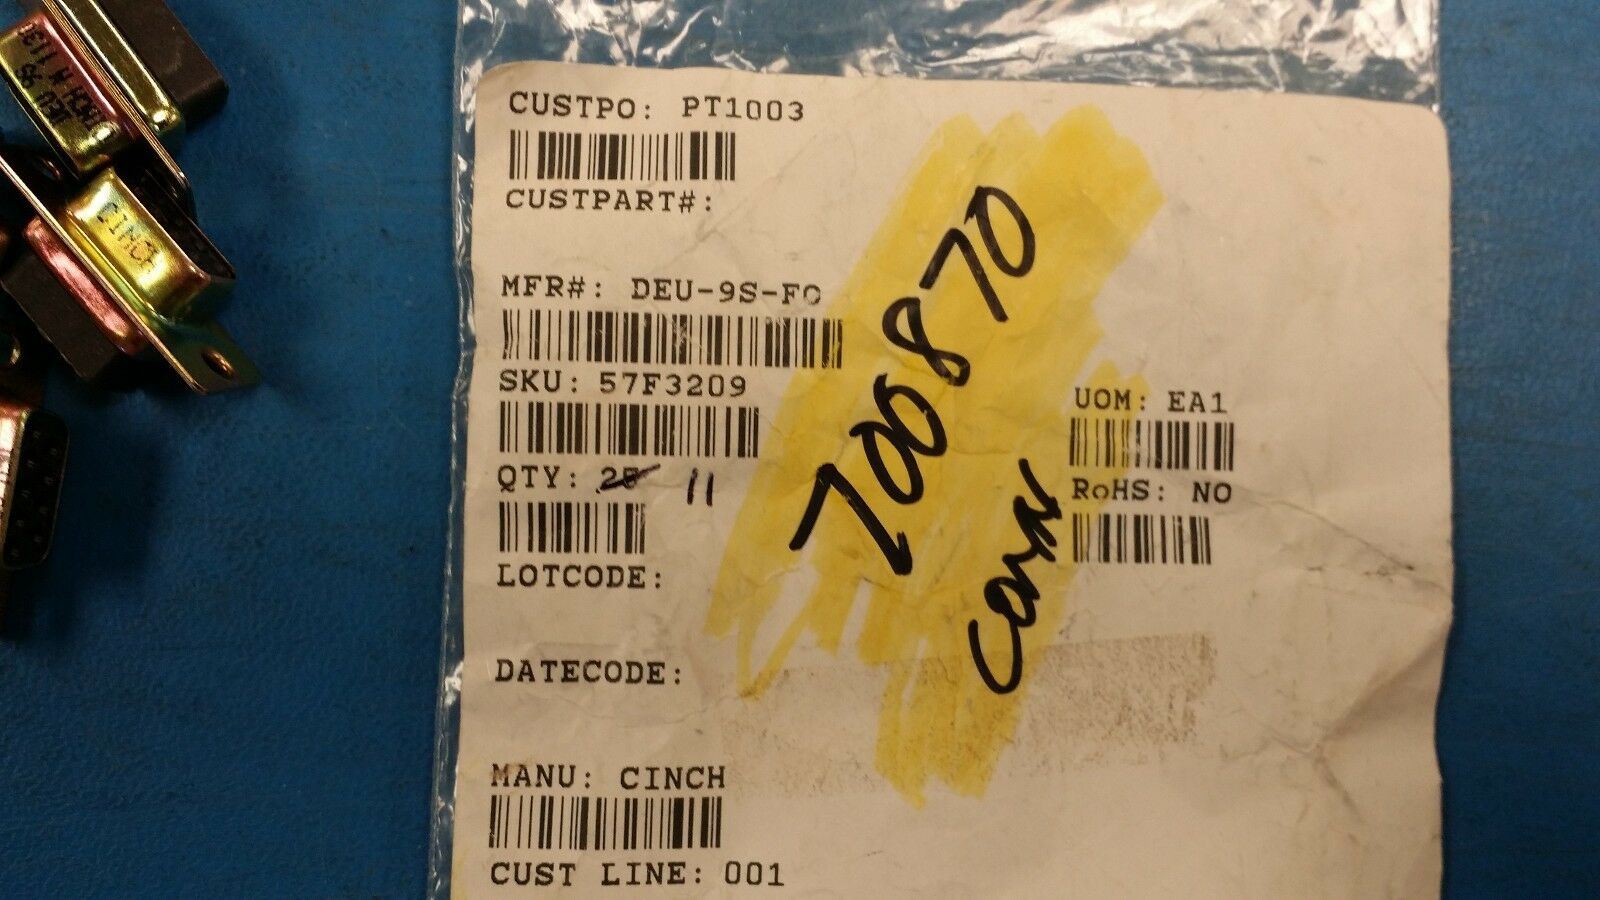 CUSTPO: PT1003
CUSTPART#:
MFR#: DEU-9S-FO
SKU: 57F3209
UOM: EA1
QTY: 25 11
RoHS: NO
LOTCODE:
DATECODE:
MANU: CINCH
CUST LINE: 001
700870
CINCH